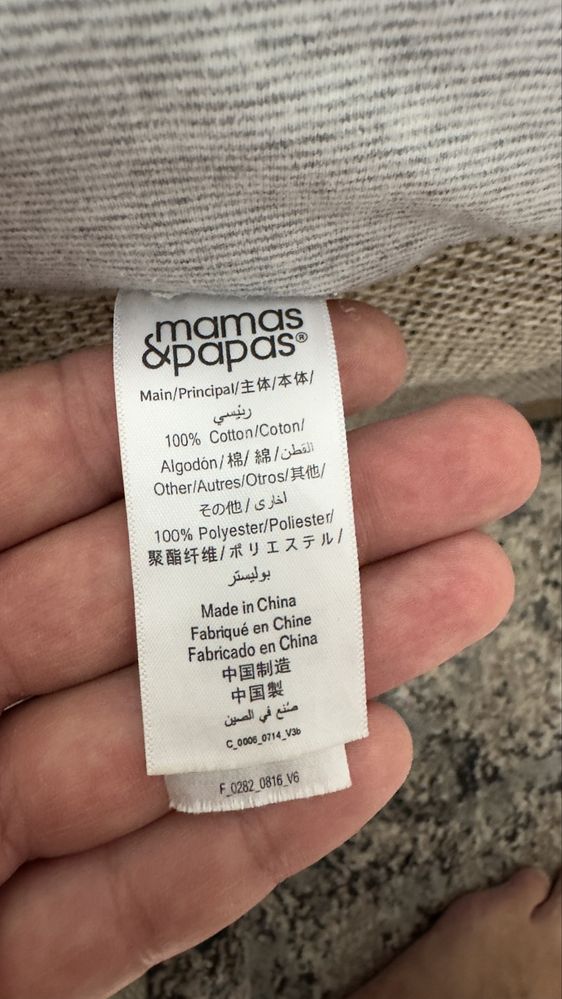 mamas
&papas®
Main/Principal/主体/本体/
رئيسي
100% Cotton/Coton/
Algodón/棉/綿/القطن/
Other/Autres/Otros/其他/
その他/اخارى
100% Polyester/Poliester/
聚酯纤维/ポリエステル/
بوليستر
Made in China
Fabriqué en Chine
Fabricado en China
中国制造
中国製
صُنع في الصين
C_0006_0714_V3b
F_0282_0816_V6